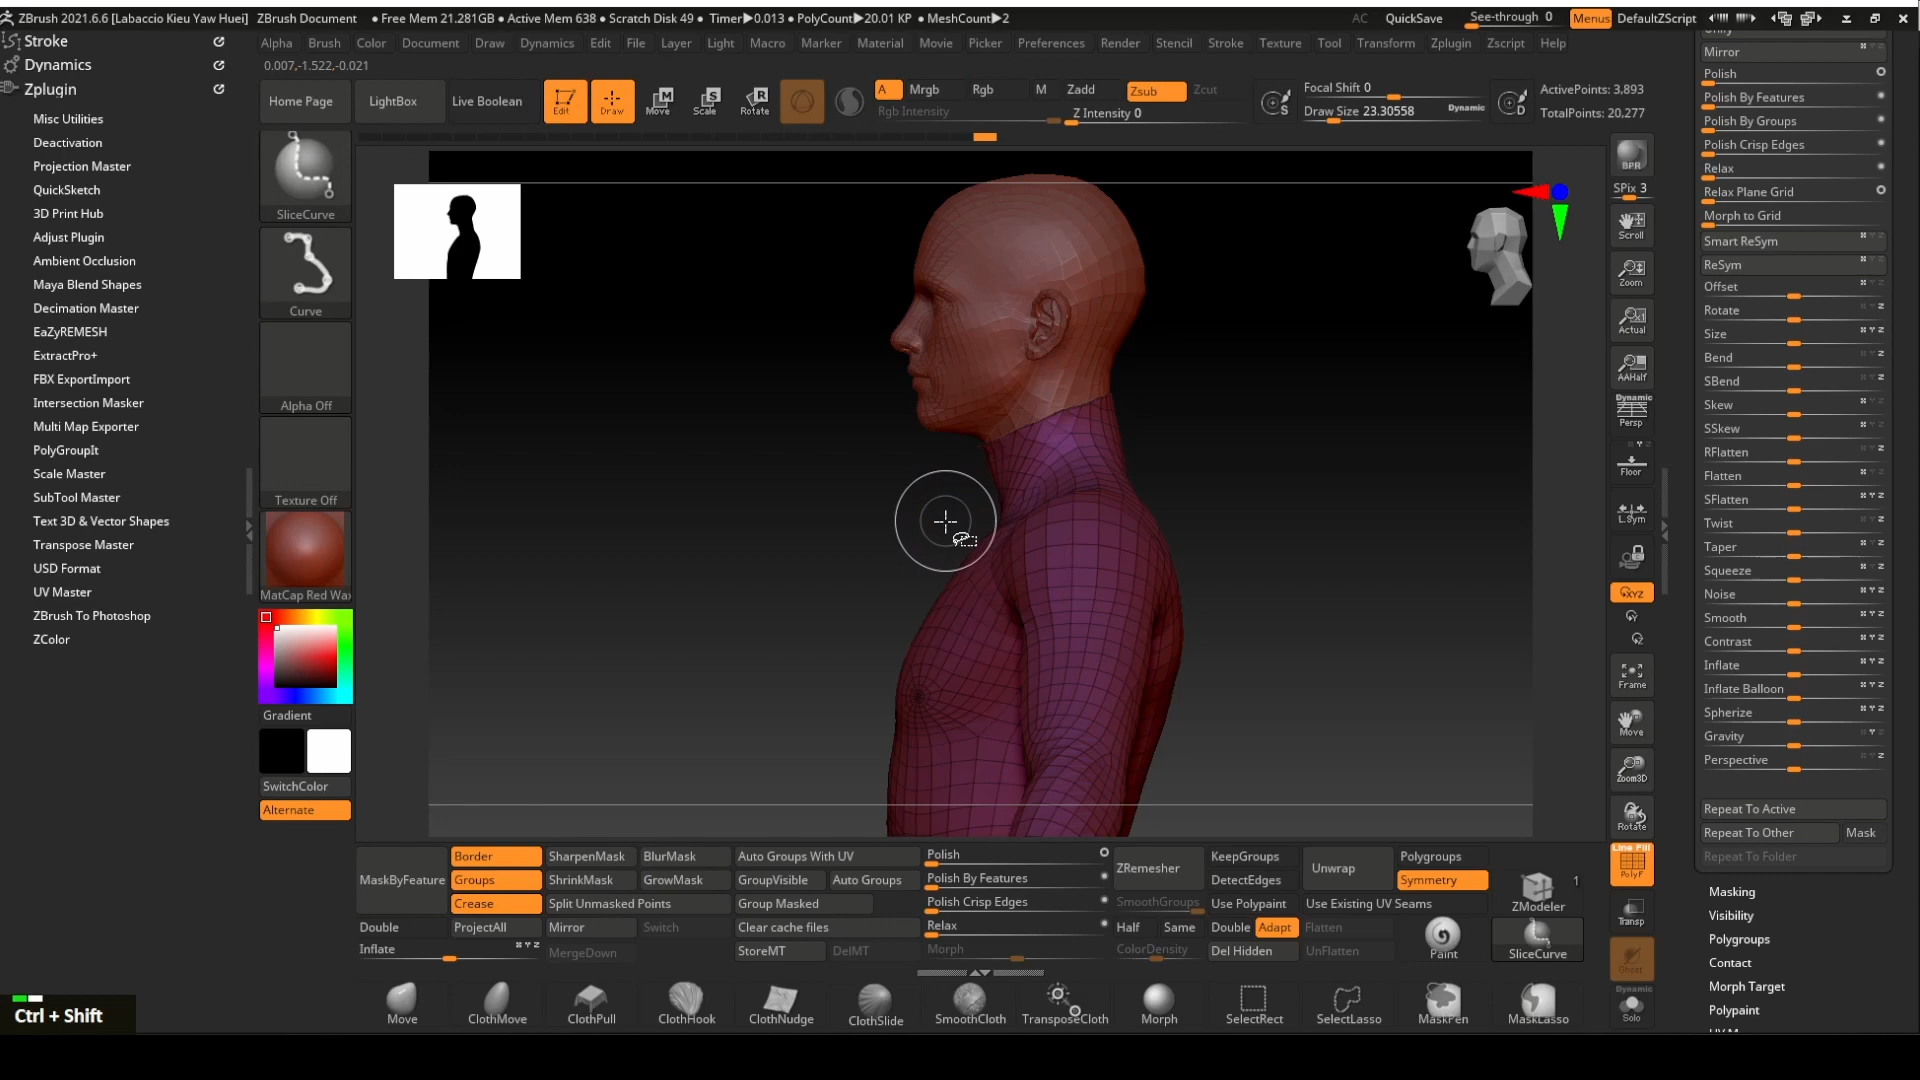 ZBrush 2021.6.6 [Labaccio Kieu Yaw Huei] ZBrush Document ● Free Mem 21.281GB ● Active Mem 638 ● Scratch Disk 49 ● Timer▶0.013 ● PolyCount▶20.01 KP ● MeshCount▶2 AC QuickSave See-through 0 Menus DefaultZScript
Alpha Brush Color Document Draw Dynamics Edit File Layer Light Macro Marker Material Movie Picker Preferences Render Stencil Stroke Texture Tool Transform Zplugin Zscript Help
0.007,-1.522,-0.021
Stroke
Dynamics
Zplugin
Misc Utilities
Deactivation
Projection Master
QuickSketch
3D Print Hub
Adjust Plugin
Ambient Occlusion
Maya Blend Shapes
Decimation Master
EaZyREMESH
ExtractPro+
FBX ExportImport
Intersection Masker
Multi Map Exporter
PolyGroupIt
Scale Master
SubTool Master
Text 3D & Vector Shapes
Transpose Master
USD Format
UV Master
ZBrush To Photoshop
ZColor
Home Page LightBox Live Boolean Edit Draw Move Scale Rotate
A Mrgb Rgb M Zadd Zsub Zcut
Rgb Intensity Z Intensity 0
S
Focal Shift 0
Draw Size 23.30558 Dynamic
D
ActivePoints: 3,893
TotalPoints: 20,277
SliceCurve
Curve
Alpha Off
Texture Off
MatCap Red Wax
Gradient
SwitchColor
Alternate
BPR
SPix 3
Scroll
Zoom
Actual
AAHalf
Dynamic
Persp
Floor
L.Sym
XYZ
Frame
Move
Zoom3D
Rotate
Line Fill
PolyF
Transp
Ghost
Dynamic
Solo
Mirror
Polish
Polish By Features
Polish By Groups
Polish Crisp Edges
Relax
Relax Plane Grid
Morph to Grid
Smart ReSym
ReSym
Offset
Rotate
Size
Bend
SBend
Skew
SSkew
RFlatten
Flatten
SFlatten
Twist
Taper
Squeeze
Noise
Smooth
Contrast
Inflate
Inflate Balloon
Spherize
Gravity
Perspective
Repeat To Active
Repeat To Other Mask
Repeat To Folder
Masking
Visibility
Polygroups
Contact
Morph Target
Polypaint
MaskByFeature
Border SharpenMask BlurMask Auto Groups With UV
Groups ShrinkMask GrowMask GroupVisible Auto Groups
Crease Split Unmasked Points Group Masked
Double ProjectAll Mirror Switch Clear cache files
Inflate MergeDown StoreMT DelMT
Polish
Polish By Features
Polish Crisp Edges
Relax
Morph
ZRemesher KeepGroups
DetectEdges
SmoothGroups Use Polypaint
Half Same Double Adapt
ColorDensity Del Hidden
Unwrap Polygroups
Symmetry
Use Existing UV Seams
Flatten
UnFlatten
Paint
1
ZModeler
SliceCurve
Move ClothMove ClothPull ClothHook ClothNudge ClothSlide SmoothCloth TransposeCloth Morph SelectRect SelectLasso MaskPen MaskLasso
Ctrl + Shift